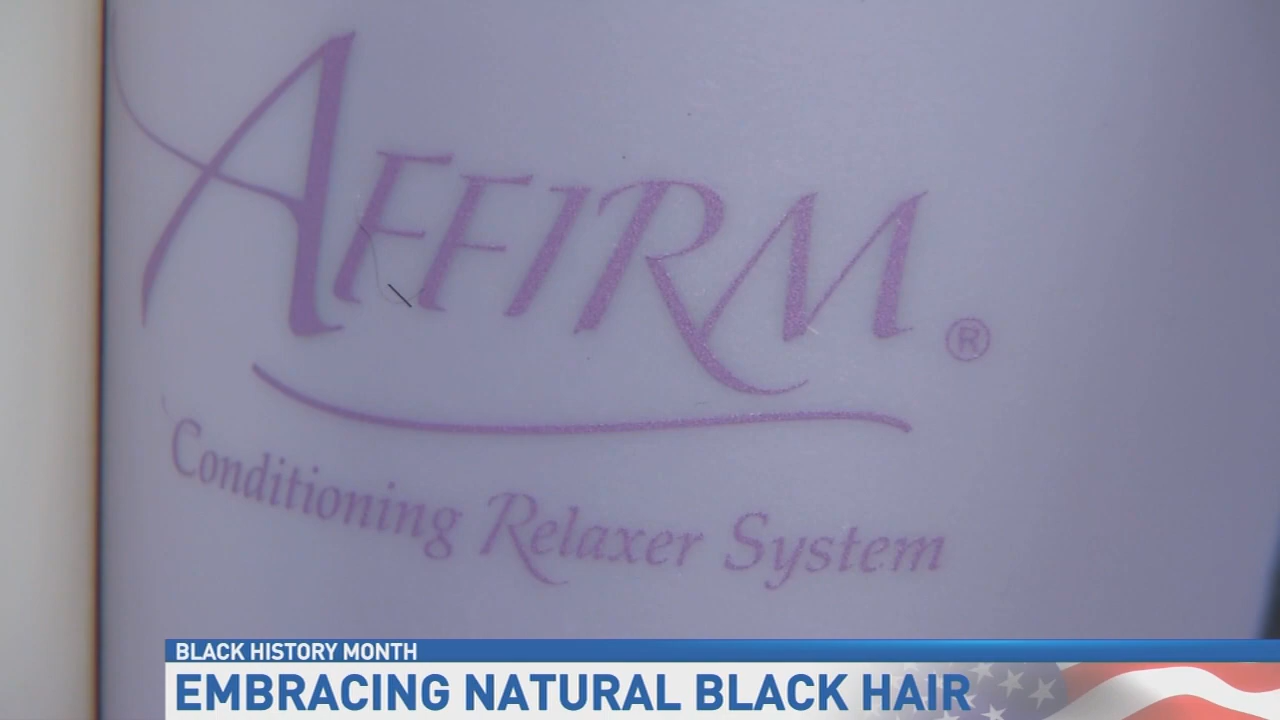 AFFIRM®
Conditioning Relaxer System
BLACK HISTORY MONTH
EMBRACING NATURAL BLACK HAIR